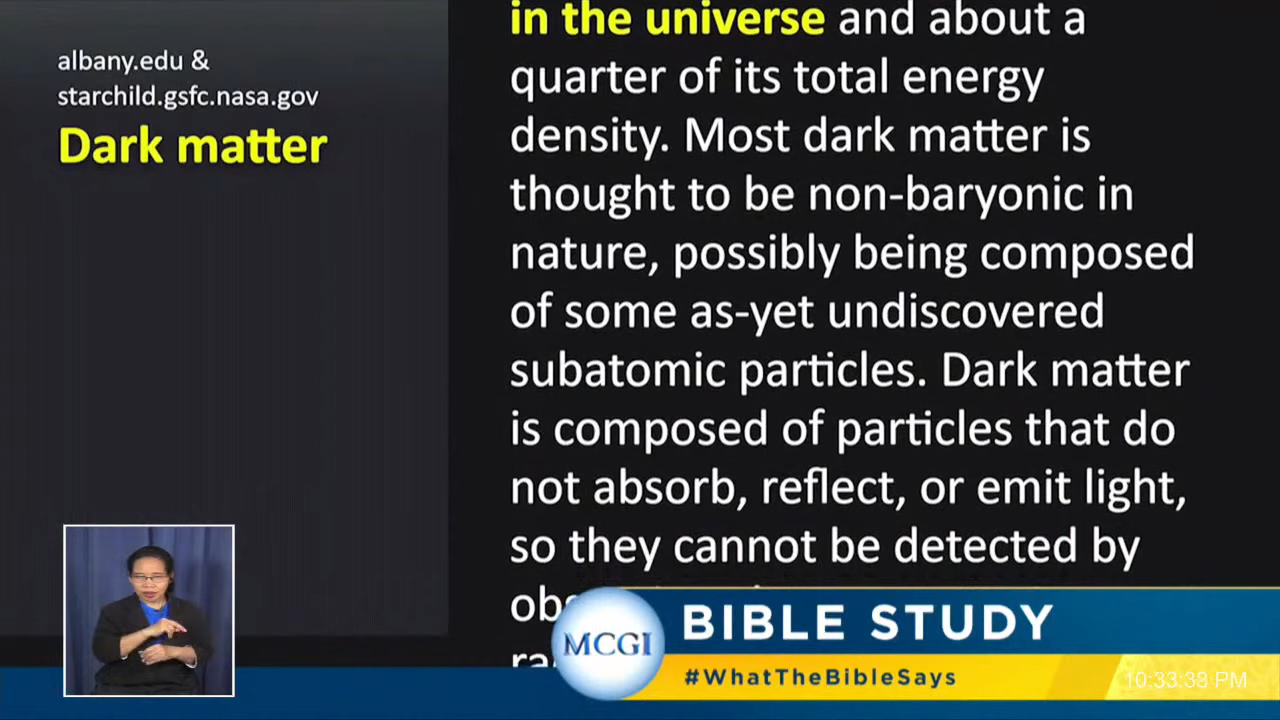 albany.edu &
starchild.gsfc.nasa.gov
Dark matter
in the universe and about a
quarter of its total energy
density. Most dark matter is
thought to be non-baryonic in
nature, possibly being composed
of some as-yet undiscovered
subatomic particles. Dark matter
is composed of particles that do
not absorb, reflect, or emit light,
so they cannot be detected by
MCGI
BIBLE STUDY
#WhatTheBibleSays
10:33:38 PM